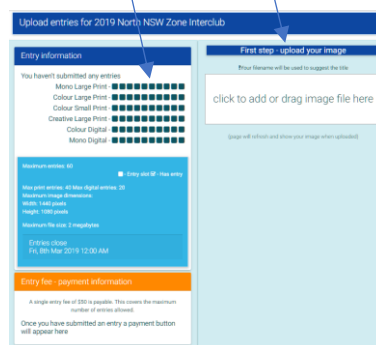 Upload entries for 2019 North NSW Zone Interclub
Entry information
You haven't submitted any entries
Mono Large Print -
Colour Large Print -
Colour Small Print -
Creative Large Print -
Colour Digital -
Mono Digital -
Maximum entries: 60
- Entry slot - Has entry
Max print entries: 40 Max digital entries: 20
Maximum image dimensions:
Width: 1440 pixels
Height: 1080 pixels
Maximum file size: 2 megabytes
Entries close
Fri, 8th Mar 2019 12:00 AM
Entry fee - payment information
A single entry fee of $50 is payable. This covers the maximum
number of entries allowed.
Once you have submitted an entry a payment button
will appear here
First step - upload your image
Your filename will be used to suggest the title
click to add or drag image file here
(page will refresh and show your image when uploaded)